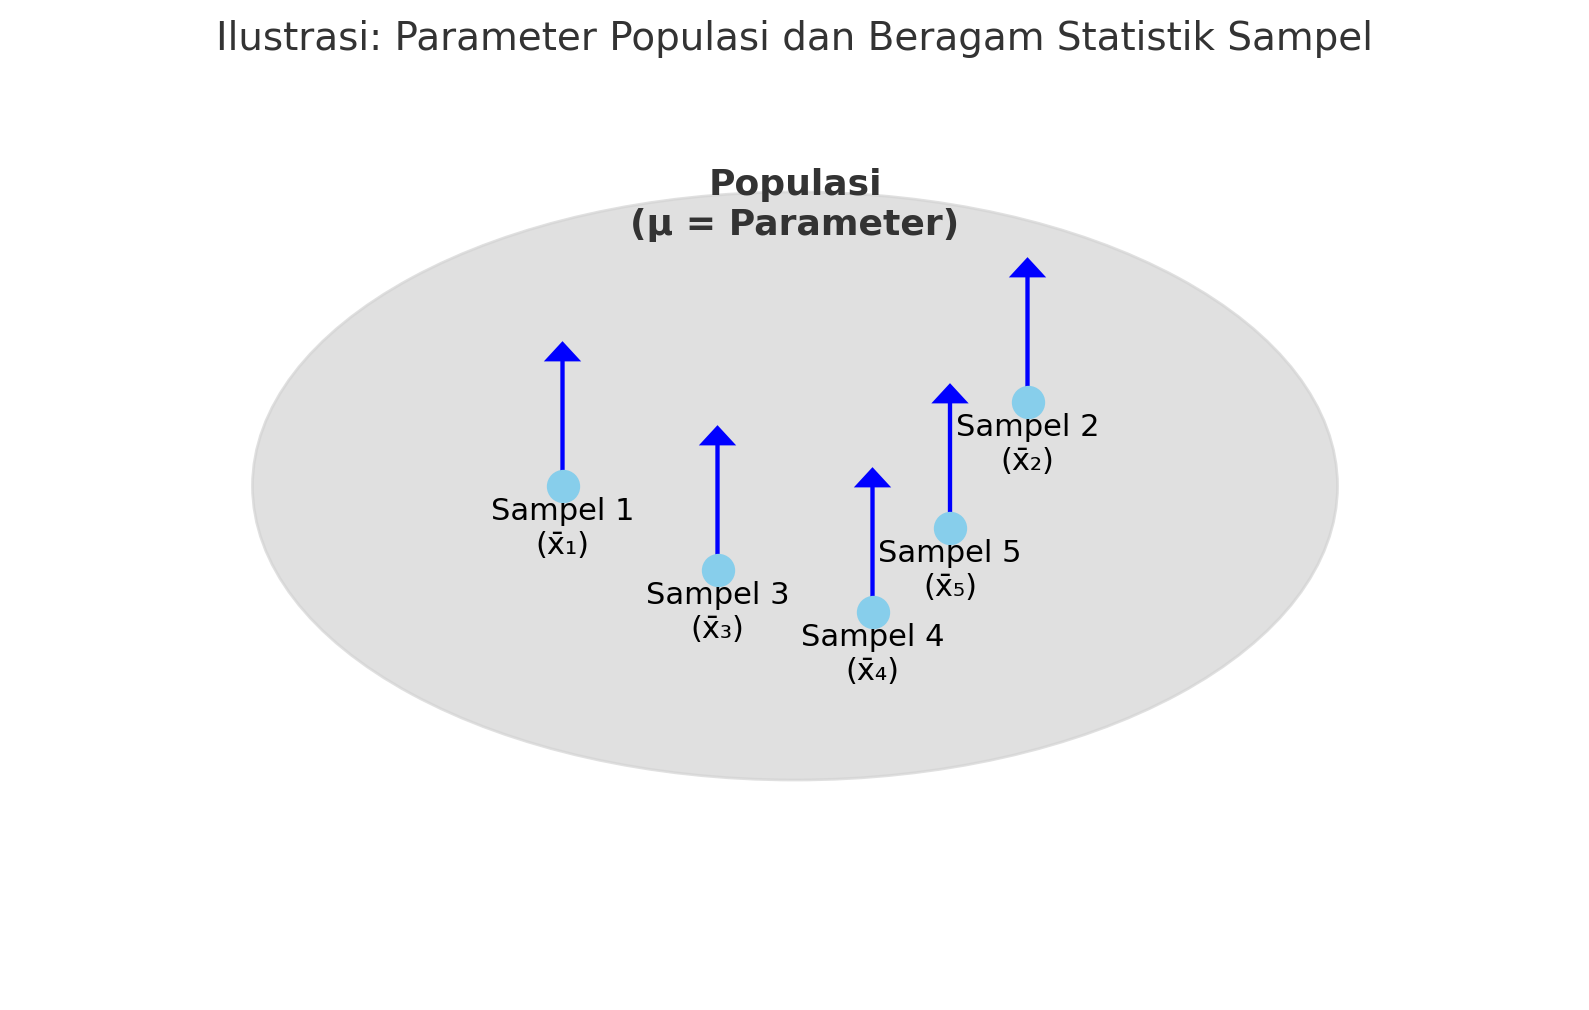 Ilustrasi: Parameter Populasi dan Beragam Statistik Sampel
Populasi
(μ = Parameter)
Sampel 2
(x̄₂)
Sampel 1
(x̄₁)
Sampel 5
(x̄₅)
Sampel 3
(x̄₃)
Sampel 4
(x̄₄)